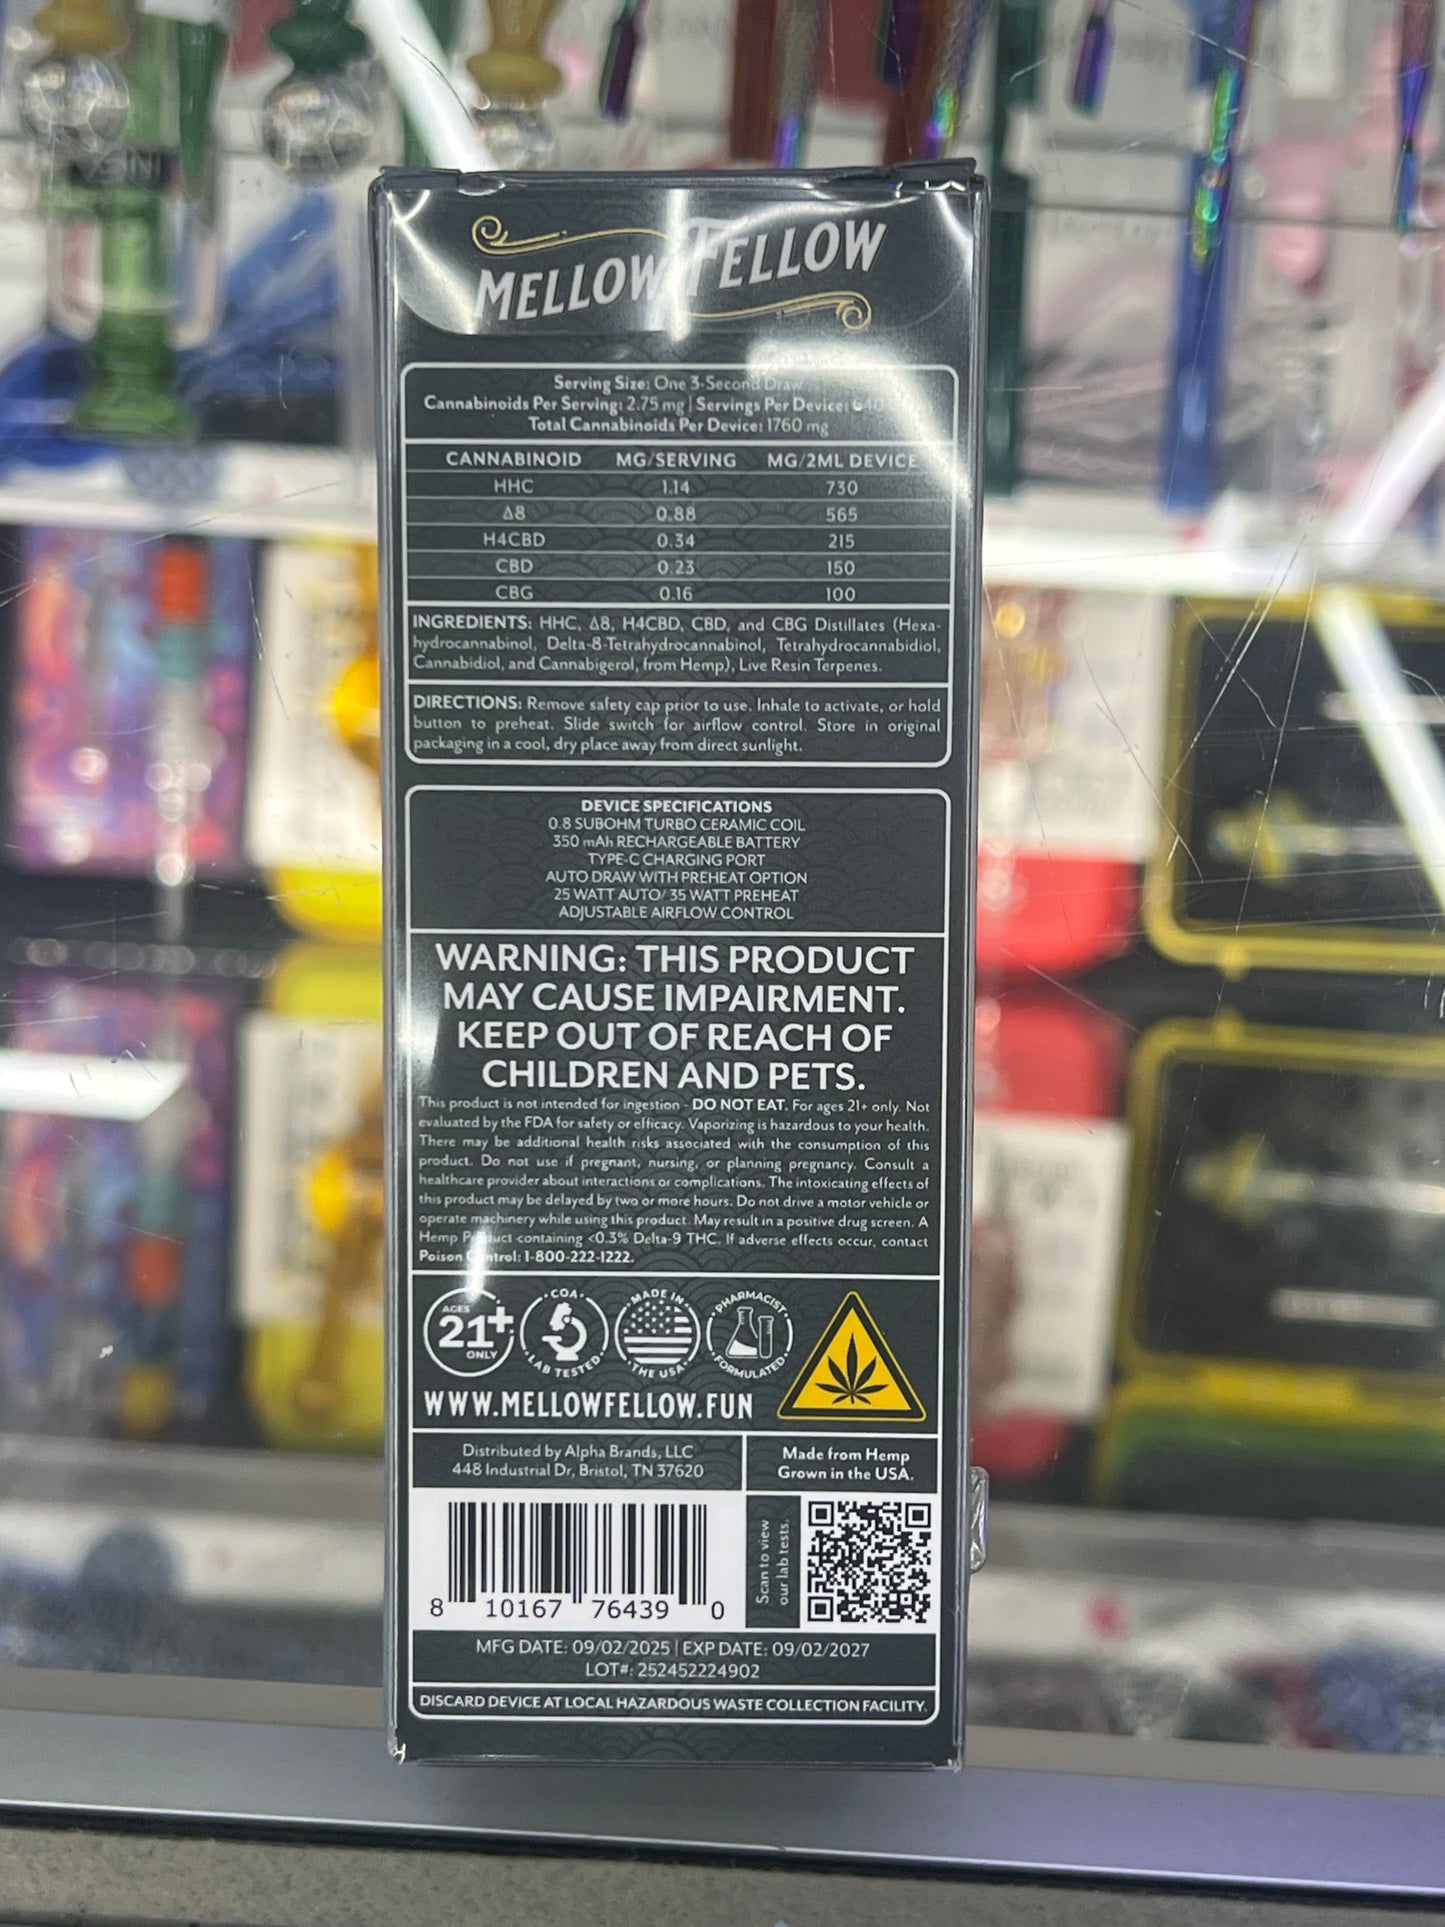 MELLOW FELLOW
Serving Size: One 3-Second Draw
Cannabinoids Per Serving: 2.75 mg | Servings Per Device: 640
Total Cannabinoids Per Device: 1760 mg
CANNABINOID MG/SERVING MG/2ML DEVICE
HHC 1.14 730
Δ8 0.88 565
H4CBD 0.34 215
CBD 0.23 150
CBG 0.16 100
INGREDIENTS: HHC, Δ8, H4CBD, CBD, and CBG Distillates (Hexa-
hydrocannabinol, Delta-8-Tetrahydrocannabinol, Tetrahydrocannabidiol,
Cannabidiol, and Cannabigerol, from Hemp), Live Resin Terpenes.
DIRECTIONS: Remove safety cap prior to use. Inhale to activate, or hold
button to preheat. Slide switch for airflow control. Store in original
packaging in a cool, dry place away from direct sunlight.
DEVICE SPECIFICATIONS
0.8 SUBOHM TURBO CERAMIC COIL
350 mAh RECHARGEABLE BATTERY
TYPE-C CHARGING PORT
AUTO DRAW WITH PREHEAT OPTION
25 WATT AUTO/ 35 WATT PREHEAT
ADJUSTABLE AIRFLOW CONTROL
WARNING: THIS PRODUCT
MAY CAUSE IMPAIRMENT.
KEEP OUT OF REACH OF
CHILDREN AND PETS.
This product is not intended for ingestion - DO NOT EAT. For ages 21+ only. Not
evaluated by the FDA for safety or efficacy. Vaporizing is hazardous to your health.
There may be additional health risks associated with the consumption of this
product. Do not use if pregnant, nursing, or planning pregnancy. Consult a
healthcare provider about interactions or complications. The intoxicating effects of
this product may be delayed by two or more hours. Do not drive a motor vehicle or
operate machinery while using this product. May result in a positive drug screen. A
Hemp Product containing <0.3% Delta-9 THC. If adverse effects occur, contact
Poison Control: 1-800-222-1222.
AGES 21+ ONLY
COA LAB TESTED
MADE IN THE USA
PHARMACIST FORMULATED
WWW.MELLOWFELLOW.FUN
Distributed by Alpha Brands, LLC
448 Industrial Dr, Bristol, TN 37620
Made from Hemp
Grown in the USA.
8 10167 76439 0
Scan to view
our lab tests.
MFG DATE: 09/02/2025 | EXP DATE: 09/02/2027
LOT#: 252452224902
DISCARD DEVICE AT LOCAL HAZARDOUS WASTE COLLECTION FACILITY.